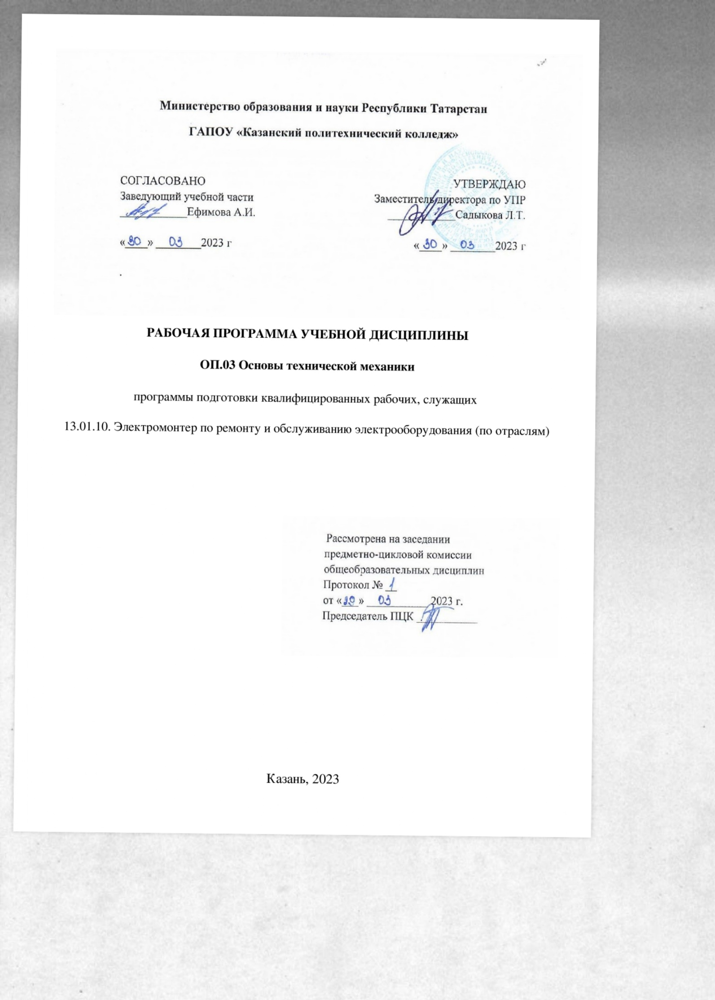 Министерство образования и науки Республики Татарстан
ГАПОУ «Казанский политехнический колледж»
СОГЛАСОВАНО
Заведующий учебной части
______________Ефимова А.И.
«30» 03 2023 г
УТВЕРЖДАЮ
Заместитель директора по УПР
______________Садыкова Л.Т.
«30» 03 2023 г
РАБОЧАЯ ПРОГРАММА УЧЕБНОЙ ДИСЦИПЛИНЫ
ОП.03 Основы технической механики
программы подготовки квалифицированных рабочих, служащих
13.01.10. Электромонтер по ремонту и обслуживанию электрооборудования (по отраслям)
Рассмотрена на заседании
предметно-цикловой комиссии
общеобразовательных дисциплин
Протокол № 1
от «29» 03 2023 г.
Председатель ПЦК ____________
Казань, 2023